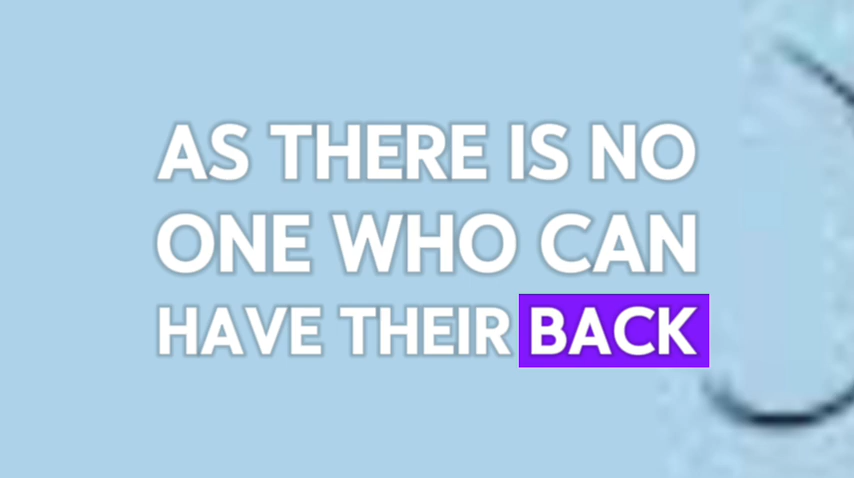 AS THERE IS NO
ONE WHO CAN
HAVE THEIR BACK